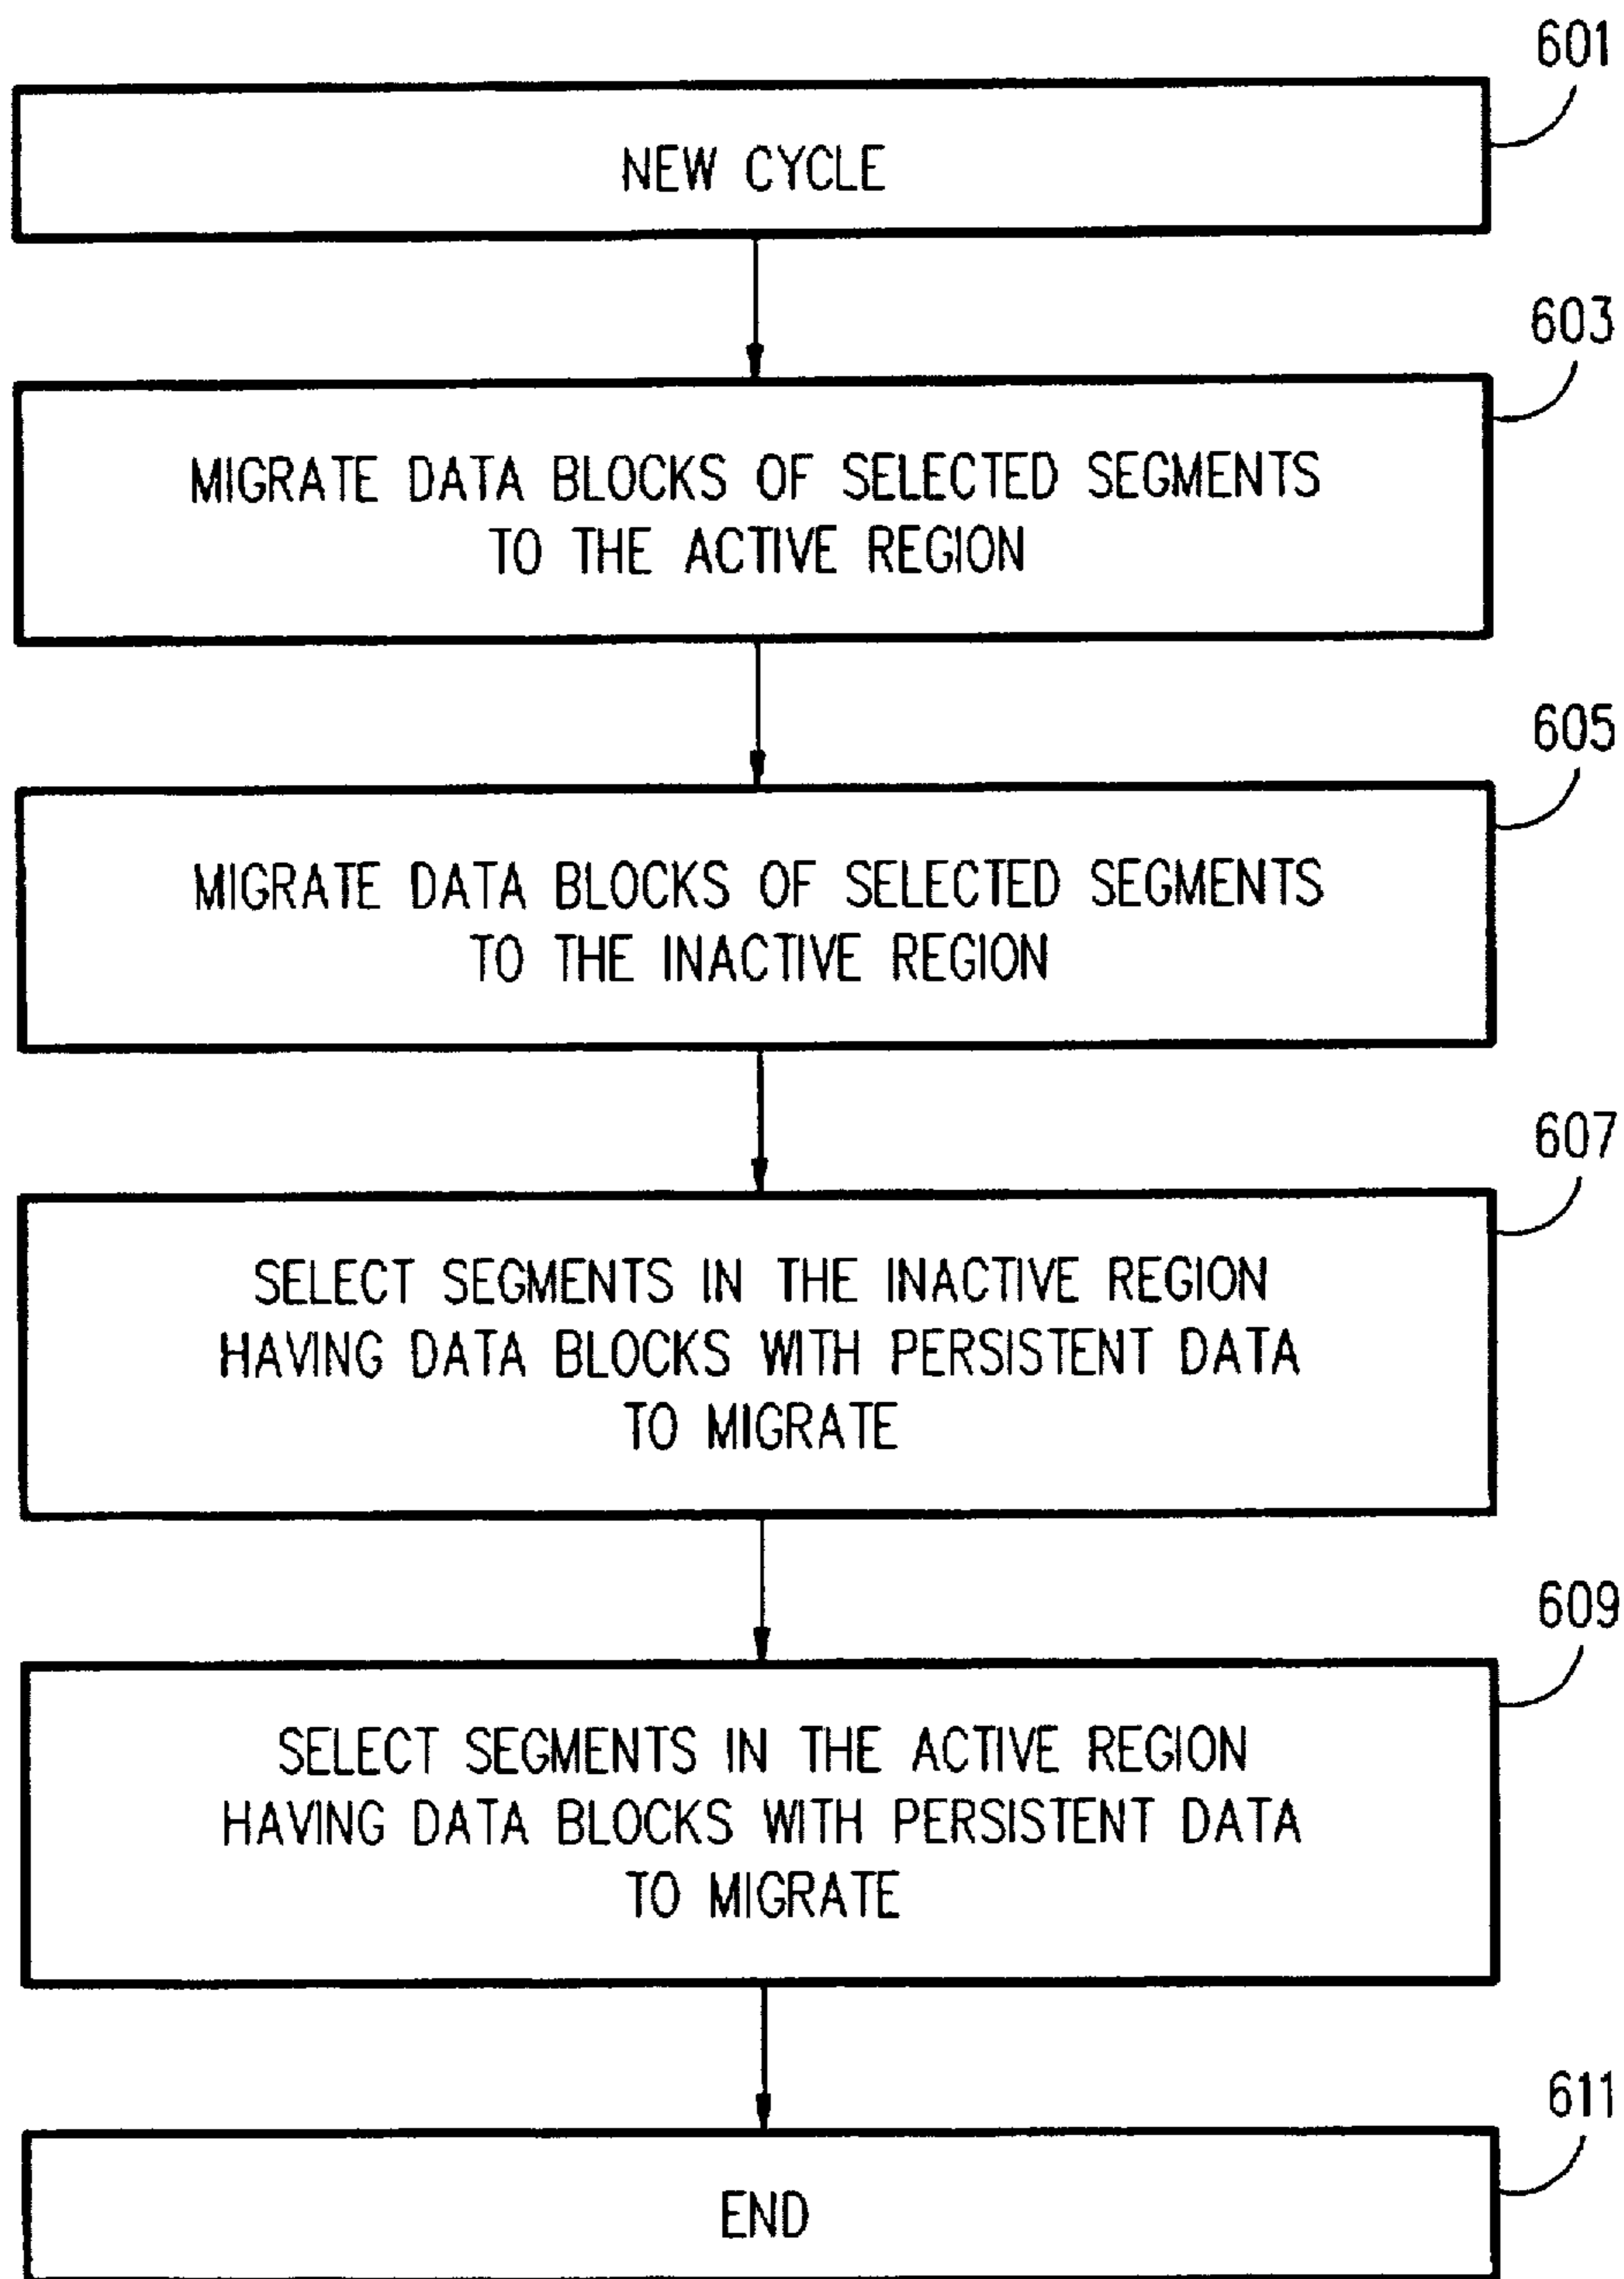 601
NEW CYCLE
603
MIGRATE DATA BLOCKS OF SELECTED SEGMENTS
TO THE ACTIVE REGION
605
MIGRATE DATA BLOCKS OF SELECTED SEGMENTS
TO THE INACTIVE REGION
607
SELECT SEGMENTS IN THE INACTIVE REGION
HAVING DATA BLOCKS WITH PERSISTENT DATA
TO MIGRATE
609
SELECT SEGMENTS IN THE ACTIVE REGION
HAVING DATA BLOCKS WITH PERSISTENT DATA
TO MIGRATE
611
END